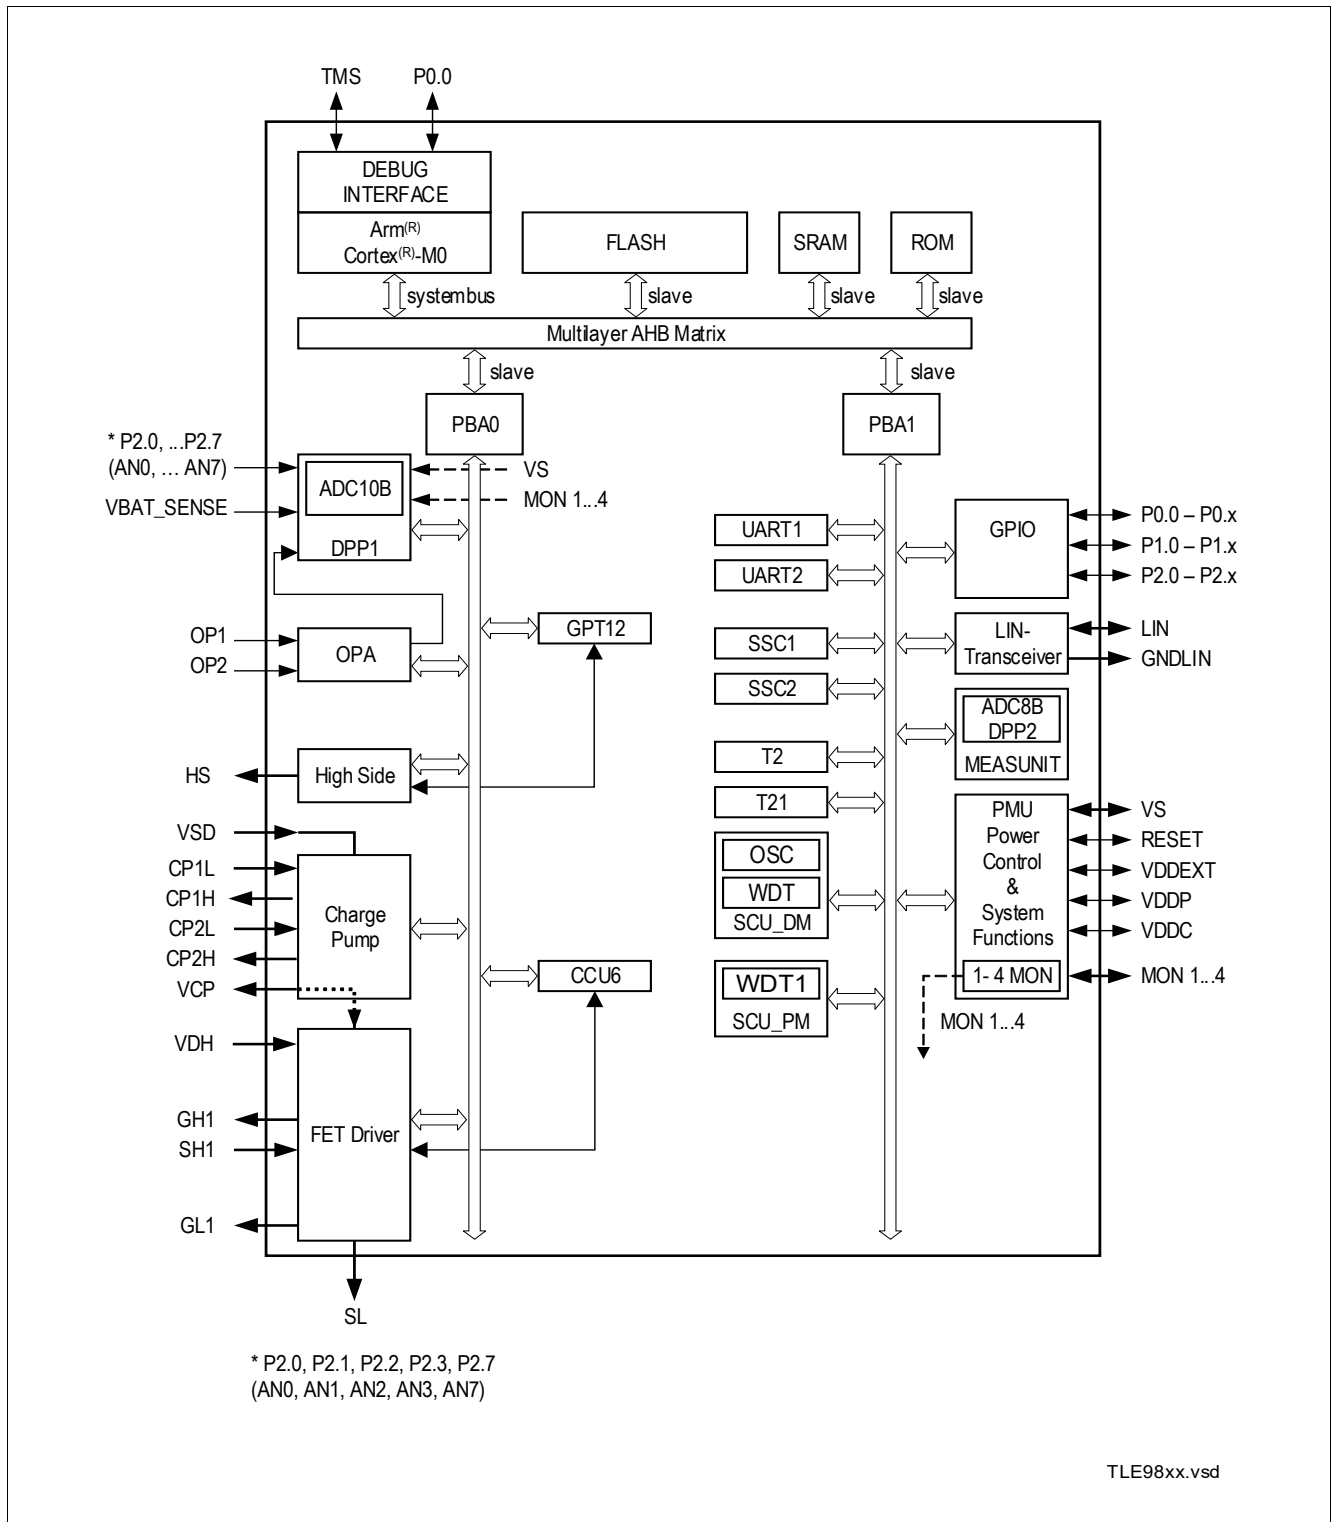 TMS P0.0
DEBUG
INTERFACE
Arm(R)
Cortex(R)-M0
FLASH
SRAM
ROM
systembus
slave
slave
slave
Multilayer AHB Matrix
slave
slave
PBA0
PBA1
* P2.0, ...P2.7
(AN0, … AN7)
VBAT_SENSE
ADC10B
DPP1
VS
MON 1...4
OP1
OP2
OPA
GPT12
HS
High Side
VSD
CP1L
CP1H
CP2L
CP2H
VCP
Charge
Pump
CCU6
VDH
GH1
SH1
GL1
FET Driver
SL
UART1
UART2
SSC1
SSC2
T2
T21
OSC
WDT
SCU_DM
WDT1
SCU_PM
GPIO
P0.0 – P0.x
P1.0 – P1.x
P2.0 – P2.x
LIN-
Transceiver
LIN
GNDLIN
ADC8B
DPP2
MEASUNIT
PMU
Power
Control
&
System
Functions
1- 4 MON
VS
RESET
VDDEXT
VDDP
VDDC
MON 1...4
MON 1...4
* P2.0, P2.1, P2.2, P2.3, P2.7
(AN0, AN1, AN2, AN3, AN7)
TLE98xx.vsd